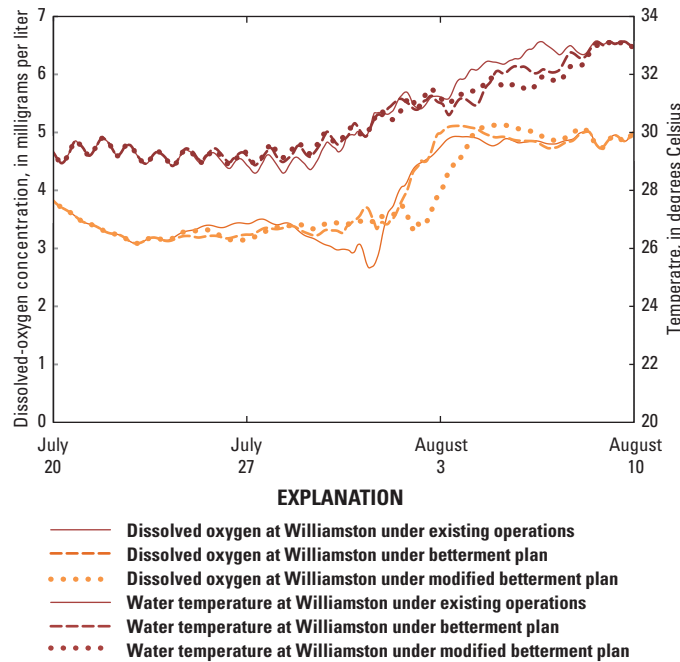 Dissolved-oxygen concentration, in milligrams per liter
7
6
5
4
3
2
1
0
34
32
30
28
26
24
22
20
Temperatre, in degrees Celsius
July
20
July
27
August
3
August
10
EXPLANATION
Dissolved oxygen at Williamston under existing operations
Dissolved oxygen at Williamston under betterment plan
Dissolved oxygen at Williamston under modified betterment plan
Water temperature at Williamston under existing operations
Water temperature at Williamston under betterment plan
Water temperature at Williamston under modified betterment plan